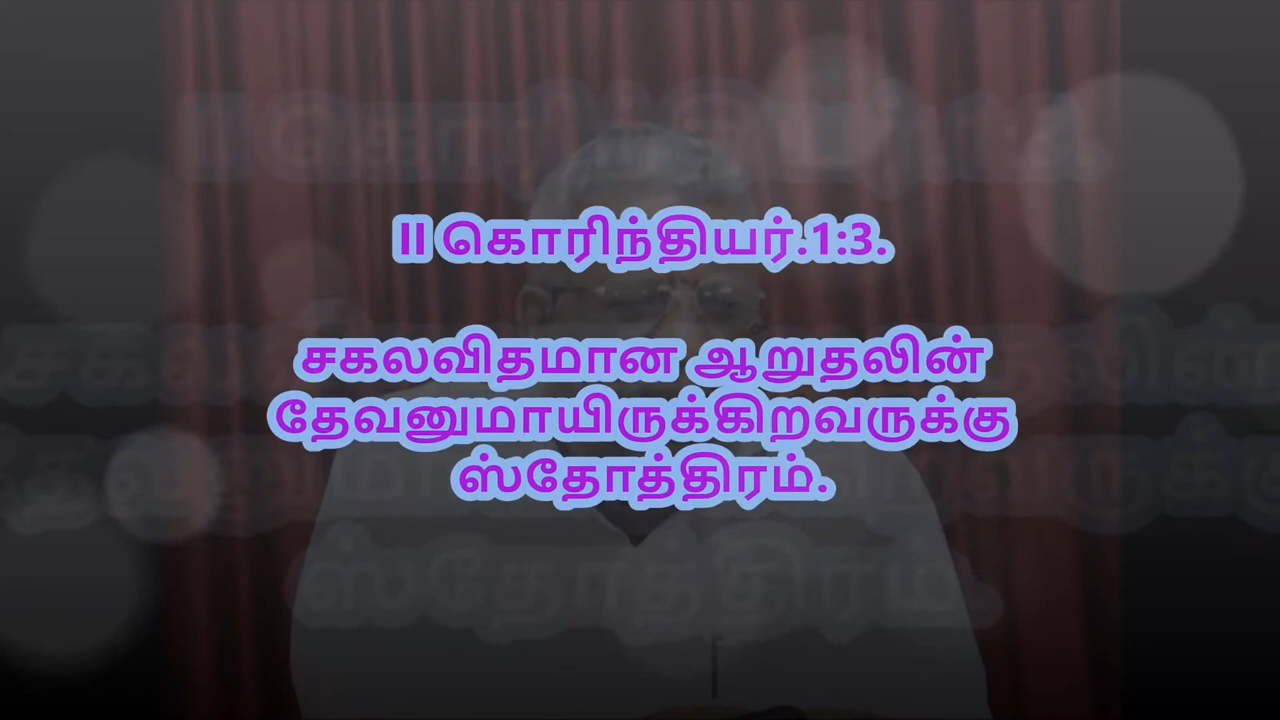 II கொரிந்தியர்.1:3.
சகலவிதமான ஆறுதலின்
தேவனுமாயிருக்கிறவருக்கு
ஸ்தோத்திரம்.